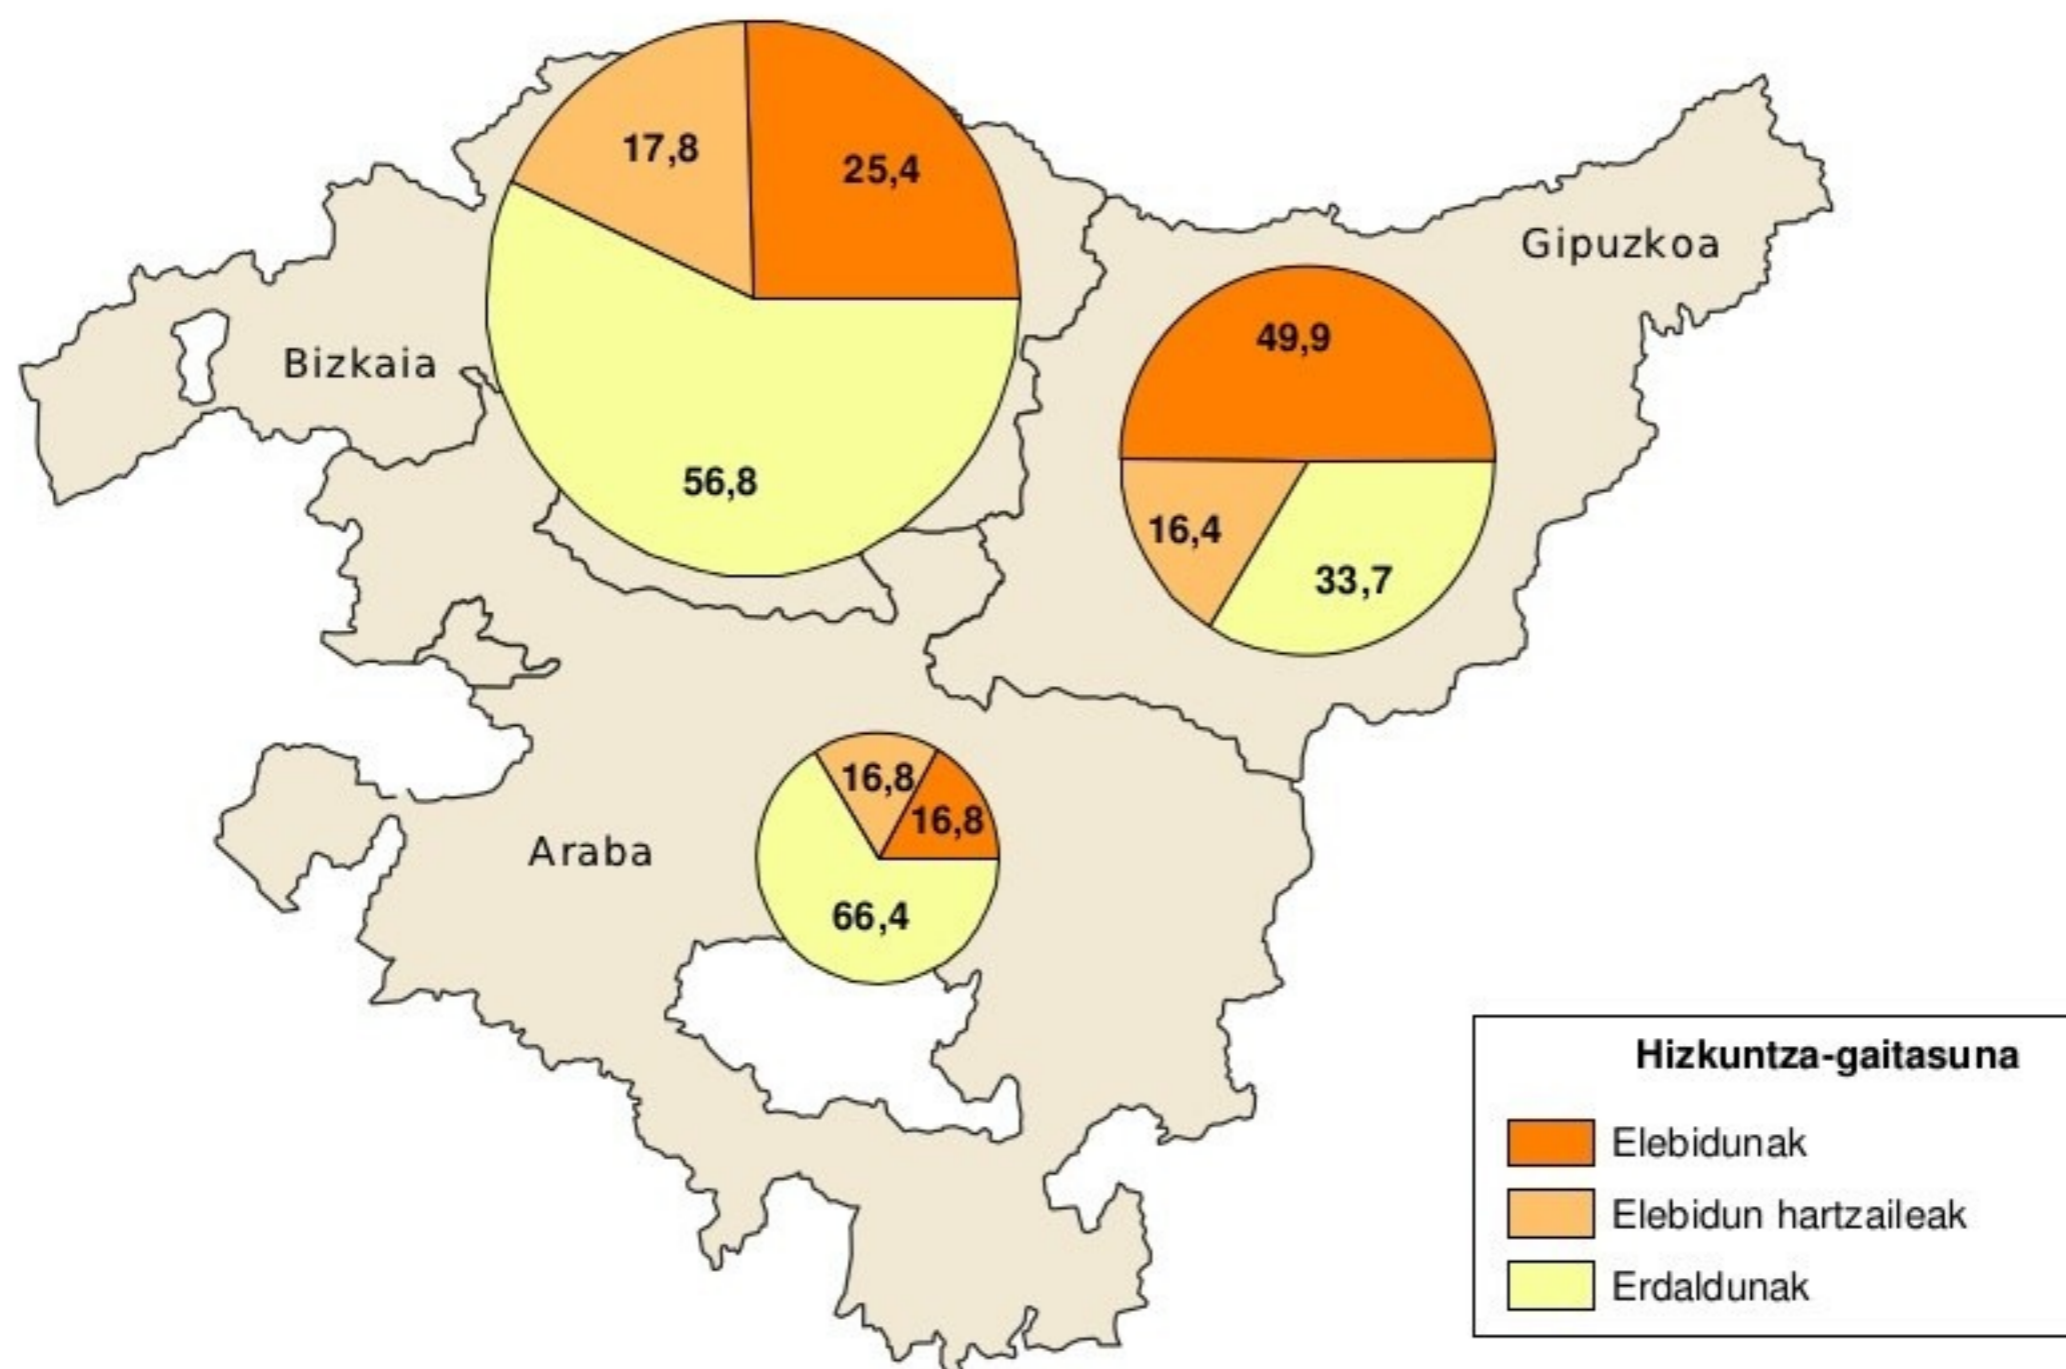 17,8
25,4
Gipuzkoa
49,9
Bizkaia
56,8
16,4
33,7
16,8
16,8
Araba
66,4
Hizkuntza-gaitasuna
Elebidunak
Elebidun hartzaileak
Erdaldunak